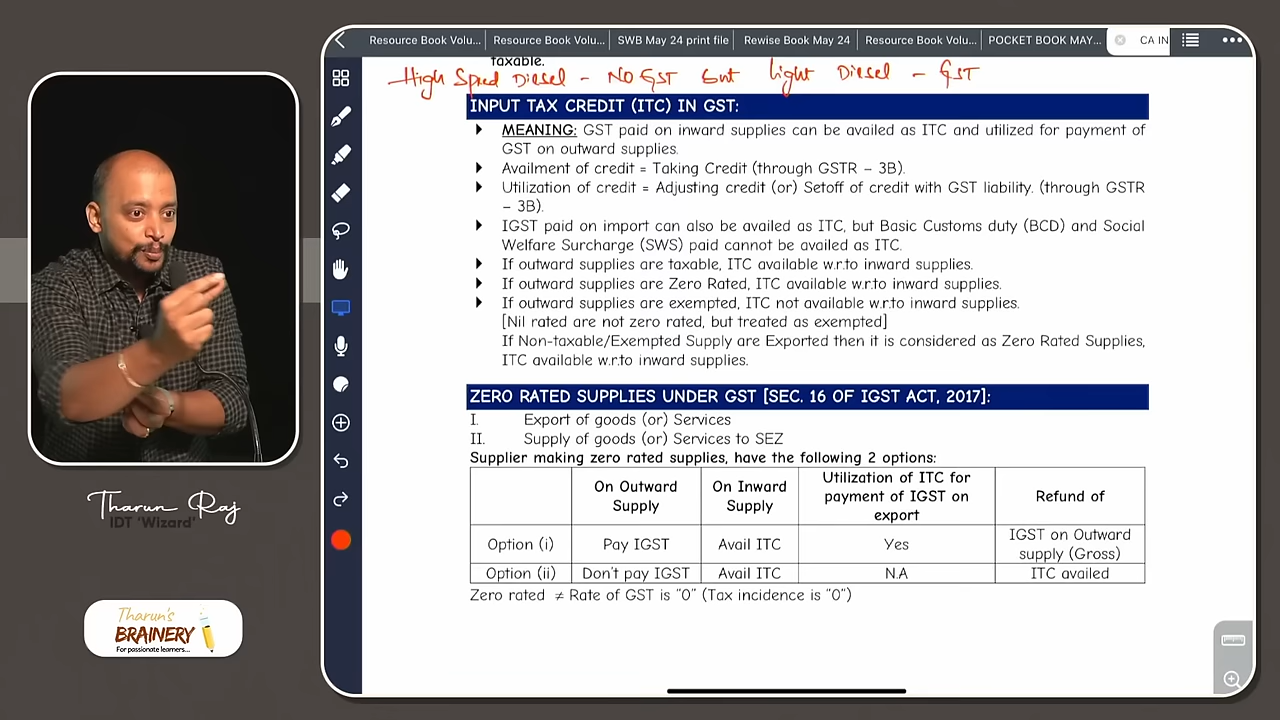 Resource Book Volu...
Resource Book Volu...
SWB May 24 print file
Rewise Book May 24
Resource Book Volu...
POCKET BOOK MAY...
CA IN
taxable.
High Speed Diesel - No GST but Light Diesel - GST
INPUT TAX CREDIT (ITC) IN GST:
MEANING: GST paid on inward supplies can be availed as ITC and utilized for payment of
GST on outward supplies.
Availment of credit = Taking Credit (through GSTR – 3B).
Utilization of credit = Adjusting credit (or) Setoff of credit with GST liability. (through GSTR
– 3B).
IGST paid on import can also be availed as ITC, but Basic Customs duty (BCD) and Social
Welfare Surcharge (SWS) paid cannot be availed as ITC.
If outward supplies are taxable, ITC available w.r.to inward supplies.
If outward supplies are Zero Rated, ITC available w.r.to inward supplies.
If outward supplies are exempted, ITC not available w.r.to inward supplies.
[Nil rated are not zero rated, but treated as exempted]
If Non-taxable/Exempted Supply are Exported then it is considered as Zero Rated Supplies,
ITC available w.r.to inward supplies.
ZERO RATED SUPPLIES UNDER GST [SEC. 16 OF IGST ACT, 2017]:
I. Export of goods (or) Services
II. Supply of goods (or) Services to SEZ
Supplier making zero rated supplies, have the following 2 options:
On Outward
Supply
On Inward
Supply
Utilization of ITC for
payment of IGST on
export
Refund of
Option (i)
Pay IGST
Avail ITC
Yes
IGST on Outward
supply (Gross)
Option (ii)
Don't pay IGST
Avail ITC
N.A
ITC availed
Zero rated ≠ Rate of GST is "0" (Tax incidence is "0")
Tharun Raj
IDT 'Wizard'
Tharun's
BRAINERY
For passionate learners...